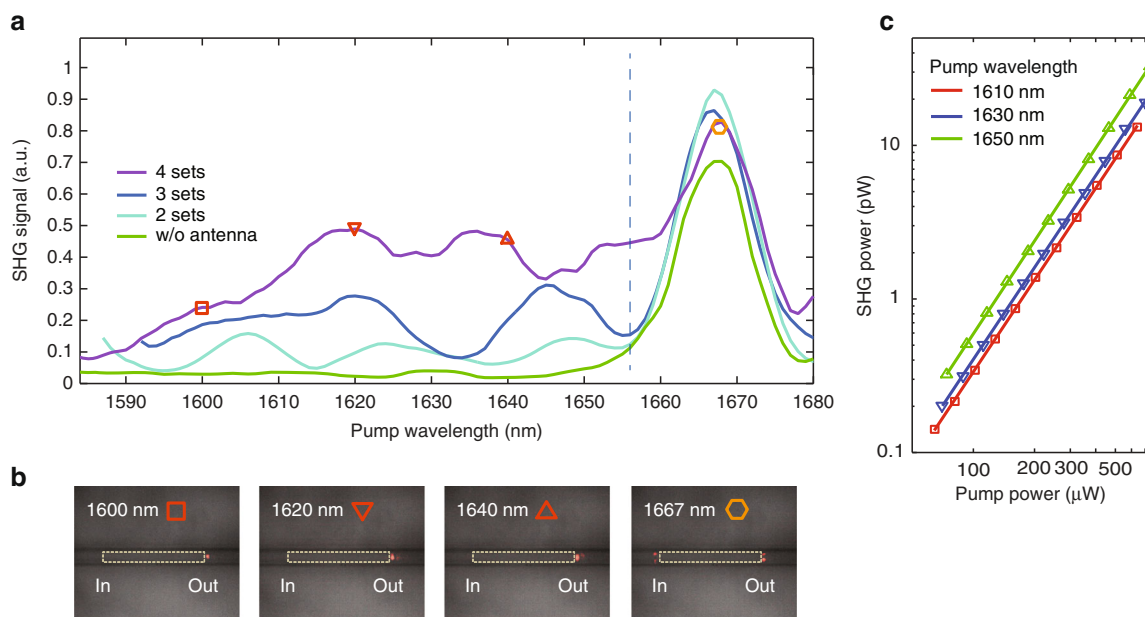 a
SHG signal (a.u.)
1
0.9
0.8
0.7
0.6
0.5
0.4
0.3
0.2
0.1
0
4 sets
3 sets
2 sets
w/o antenna
1590 1600 1610 1620 1630 1640 1650 1660 1670 1680
Pump wavelength (nm)
b
1600 nm
In Out
1620 nm
In Out
1640 nm
In Out
1667 nm
In Out
c
SHG power (pW)
10
1
0.1
Pump wavelength
1610 nm
1630 nm
1650 nm
100 200 300 500
Pump power (μW)